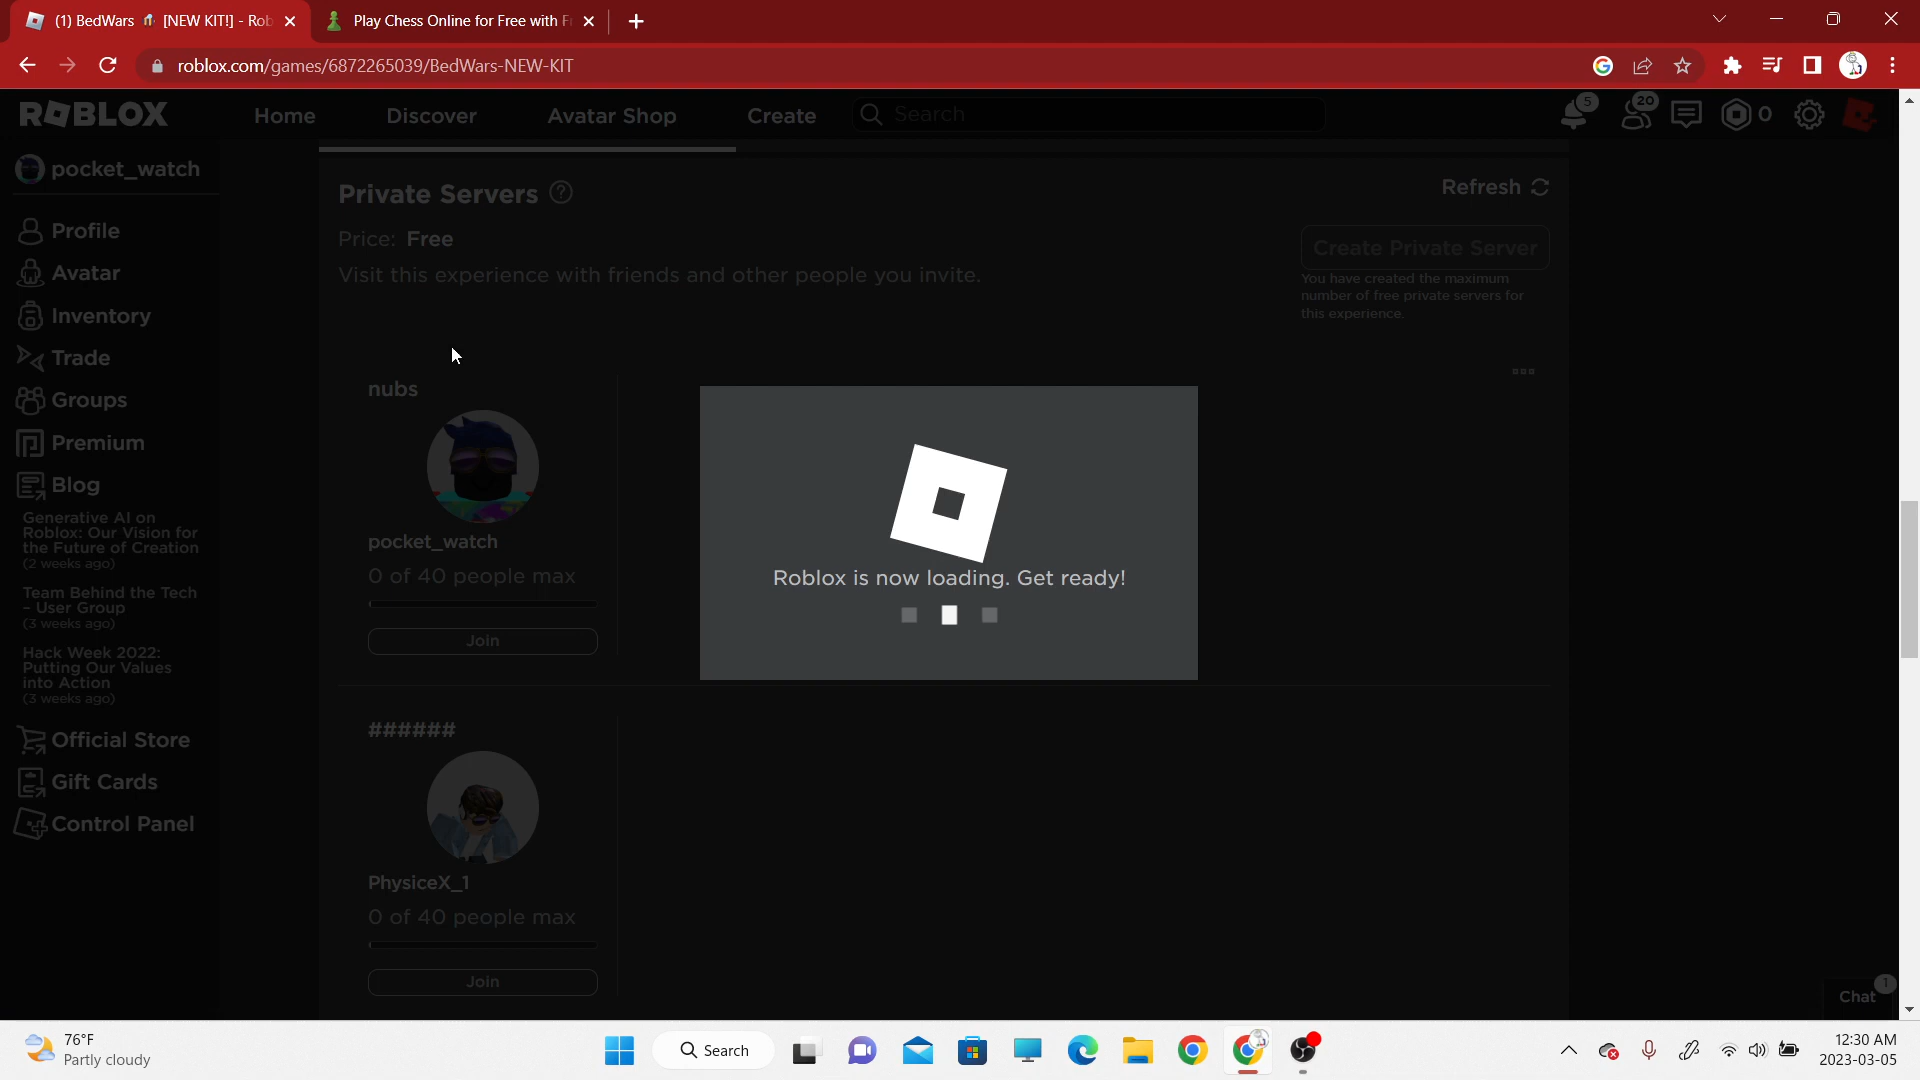 (1) BedWars [NEW KIT!] - Rob
Play Chess Online for Free with F
roblox.com/games/6872265039/BedWars-NEW-KIT
ROBLOX
Home
Discover
Avatar Shop
Create
Search
5
20
0
pocket_watch
Profile
Avatar
Inventory
Trade
Groups
Premium
Blog
Generative AI on
Roblox: Our Vision for
the Future of Creation
(2 weeks ago)
Team Behind the Tech
- User Group
(3 weeks ago)
Hack Week 2022:
Putting Our Values
into Action
(3 weeks ago)
Official Store
Gift Cards
Control Panel
Private Servers ?
Refresh
Price: Free
Visit this experience with friends and other people you invite.
Create Private Server
You have created the maximum
number of free private servers for
this experience.
nubs
pocket_watch
0 of 40 people max
Join
Roblox is now loading. Get ready!
######
PhysiceX_1
0 of 40 people max
Join
Chat
1
76°F
Partly cloudy
Search
12:30 AM
2023-03-05